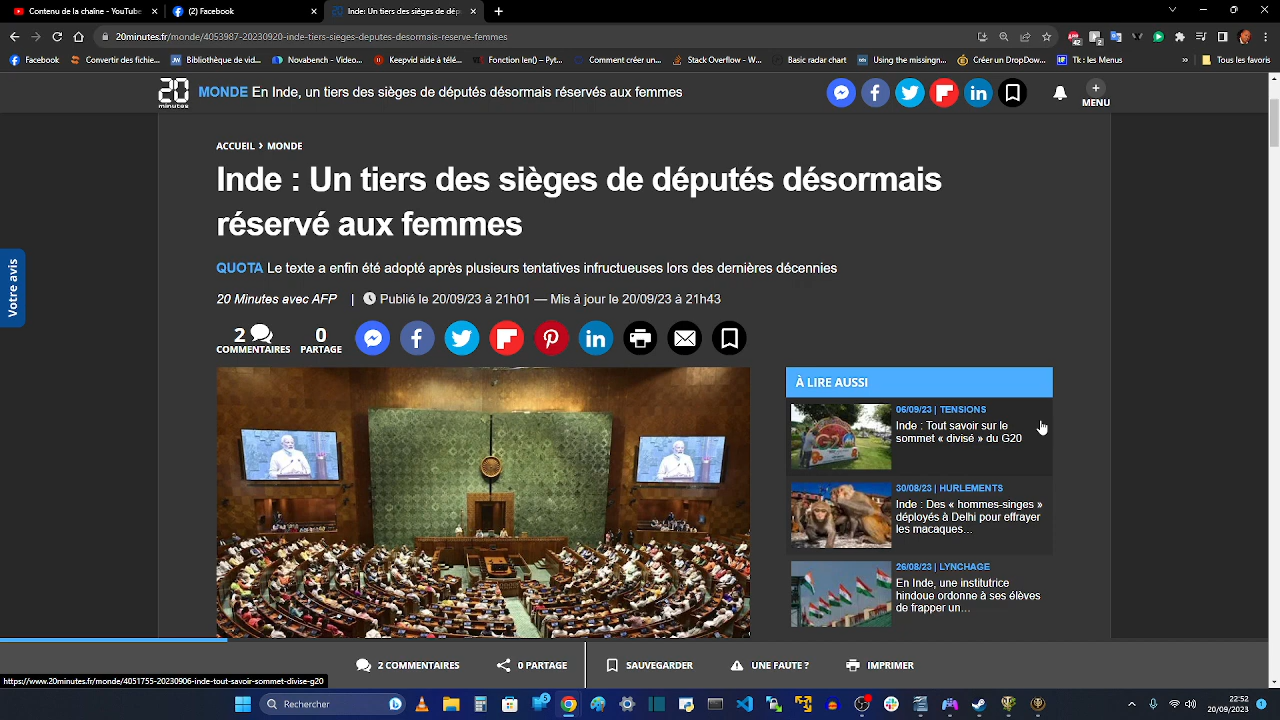 Contenu de la chaîne - YouTube
(2) Facebook
Inde: Un tiers des sièges de dép
20minutes.fr/monde/4053987-20230920-inde-tiers-sieges-deputes-desormais-reserve-femmes
42
2
Facebook
Convertir des fichie...
Bibliothèque de vid...
Novalearn - Video...
Keepvid aide à télé...
Fonction len() – Pyt...
Comment créer un...
Stack Overflow - W...
Basic radar chart
Using the missingn...
Créer un DropDow...
Tk : les Menus
»
Tous les favoris
20 minutes
MONDE En Inde, un tiers des sièges de députés désormais réservés aux femmes
MENU
ACCUEIL › MONDE
Inde : Un tiers des sièges de députés désormais
réservé aux femmes
QUOTA Le texte a enfin été adopté après plusieurs tentatives infructueuses lors des dernières décennies
20 Minutes avec AFP | Publié le 20/09/23 à 21h01 — Mis à jour le 20/09/23 à 21h43
Votre avis
2
COMMENTAIRES
0
PARTAGE
À LIRE AUSSI
06/09/23 | TENSIONS
Inde : Tout savoir sur le
sommet « divisé » du G20
G20
30/08/23 | HURLEMENTS
Inde : Des « hommes-singes »
déployés à Delhi pour effrayer
les macaques...
26/08/23 | LYNCHAGE
En Inde, une institutrice
hindoue ordonne à ses élèves
de frapper un...
2 COMMENTAIRES
0 PARTAGE
SAUVEGARDER
UNE FAUTE ?
IMPRIMER
https://www.20minutes.fr/monde/4051755-20230906-inde-tout-savoir-sommet-divise-g20
Rechercher
5
22:52
20/09/2023